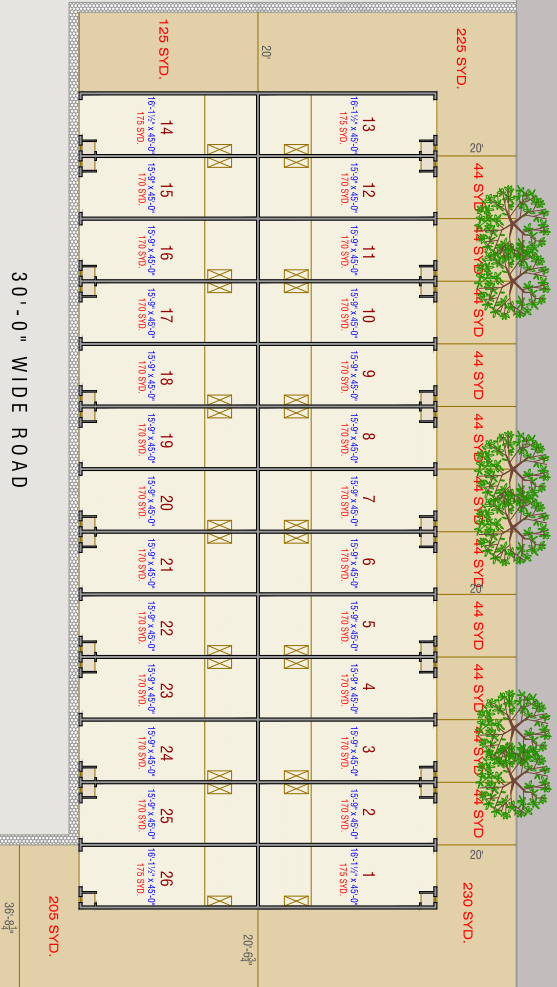 225 SYD.
20'
44 SYD
44 SYD
44 SYD
44 SYD
44 SYD
44 SYD
44 SYD
20'
44 SYD
44 SYD
44 SYD
44 SYD
20'
230 SYD.
13
16'-1½" x 45'-0"
175 SYD.
12
15'-9" x 45'-0"
170 SYD.
11
15'-9" x 45'-0"
170 SYD.
10
15'-9" x 45'-0"
170 SYD.
9
15'-9" x 45'-0"
170 SYD.
8
15'-9" x 45'-0"
170 SYD.
7
15'-9" x 45'-0"
170 SYD.
6
15'-9" x 45'-0"
170 SYD.
5
15'-9" x 45'-0"
170 SYD.
4
15'-9" x 45'-0"
170 SYD.
3
15'-9" x 45'-0"
170 SYD.
2
15'-9" x 45'-0"
170 SYD.
1
16'-1½" x 45'-0"
175 SYD.
20'
20'-6¾"
125 SYD.
14
16'-1½" x 45'-0"
175 SYD.
15
15'-9" x 45'-0"
170 SYD.
16
15'-9" x 45'-0"
170 SYD.
17
15'-9" x 45'-0"
170 SYD.
18
15'-9" x 45'-0"
170 SYD.
19
15'-9" x 45'-0"
170 SYD.
20
15'-9" x 45'-0"
170 SYD.
21
15'-9" x 45'-0"
170 SYD.
22
15'-9" x 45'-0"
170 SYD.
23
15'-9" x 45'-0"
170 SYD.
24
15'-9" x 45'-0"
170 SYD.
25
15'-9" x 45'-0"
170 SYD.
26
16'-1½" x 45'-0"
175 SYD.
205 SYD.
30'-0" WIDE ROAD
36'-8¼"